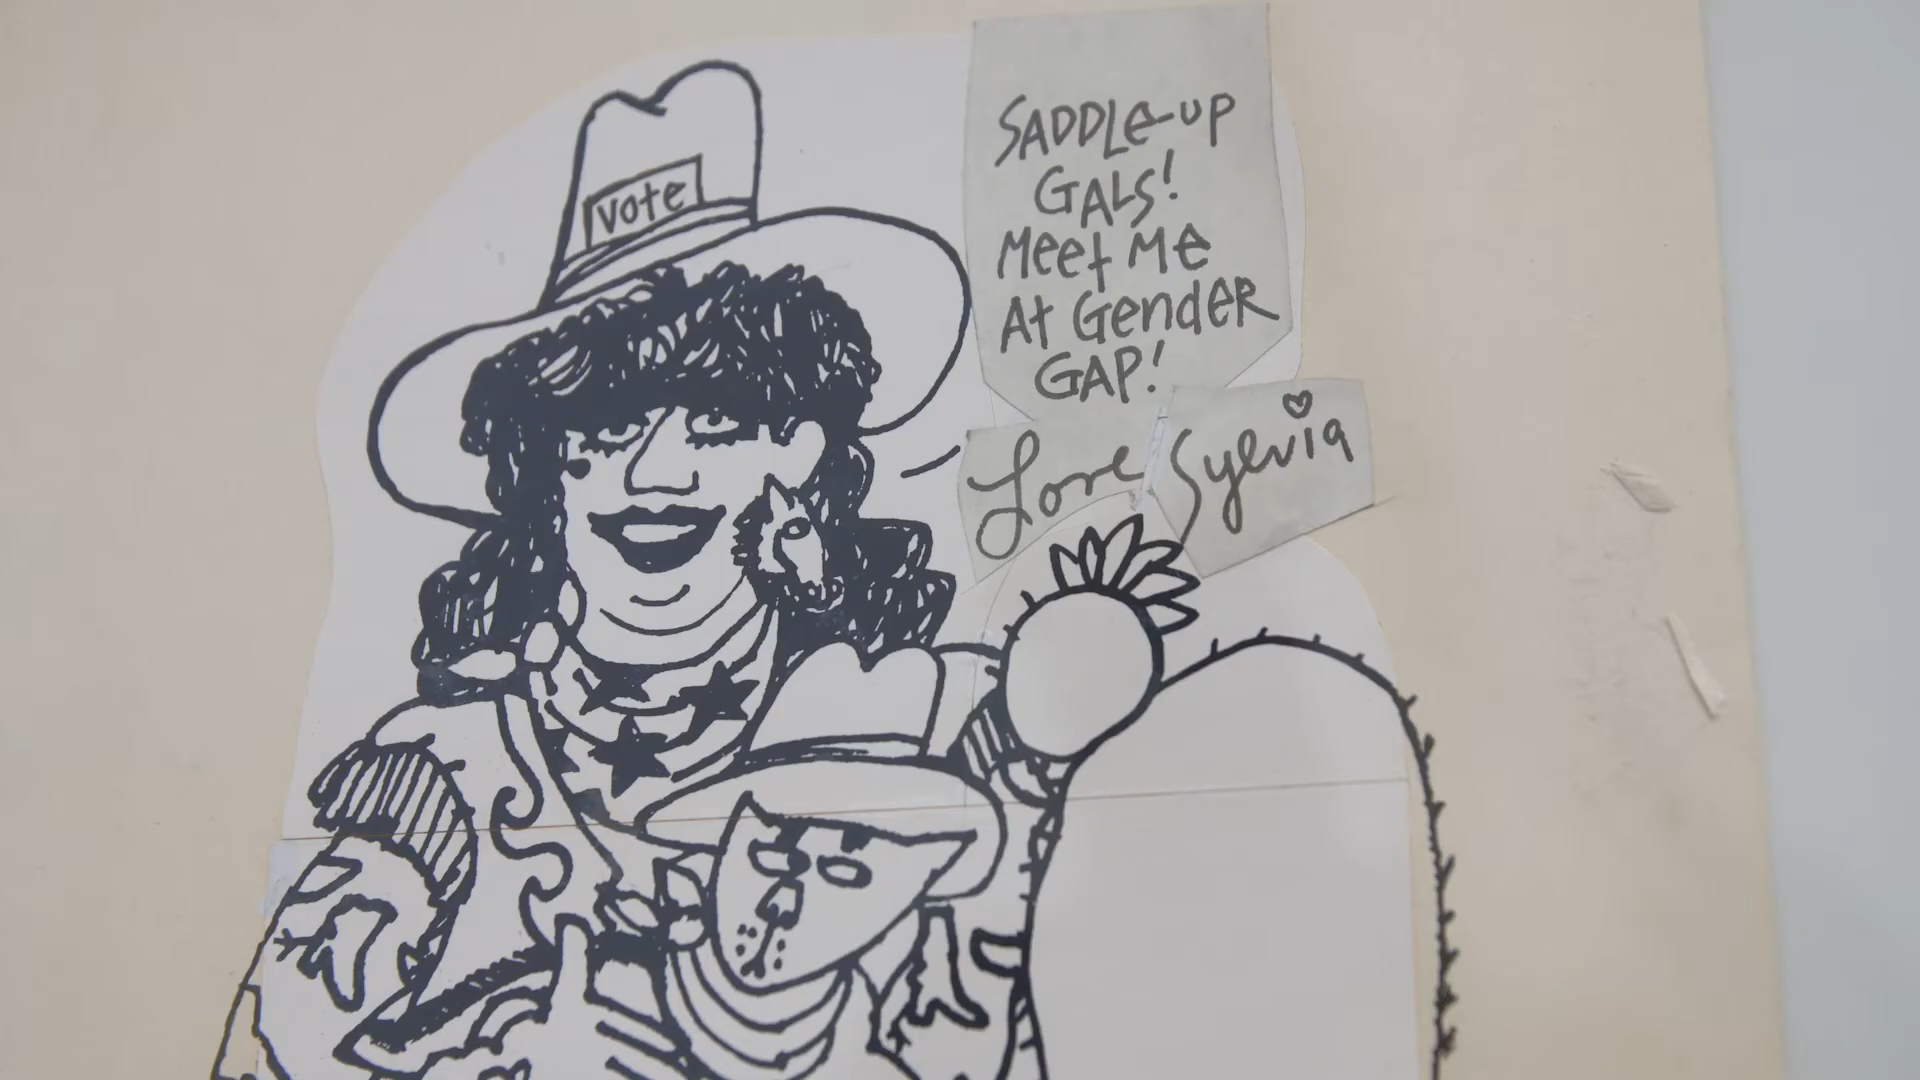 vote
SADDLe-up
GALS!
Meet Me
At GendeR
GAP!
Love, Sylvia